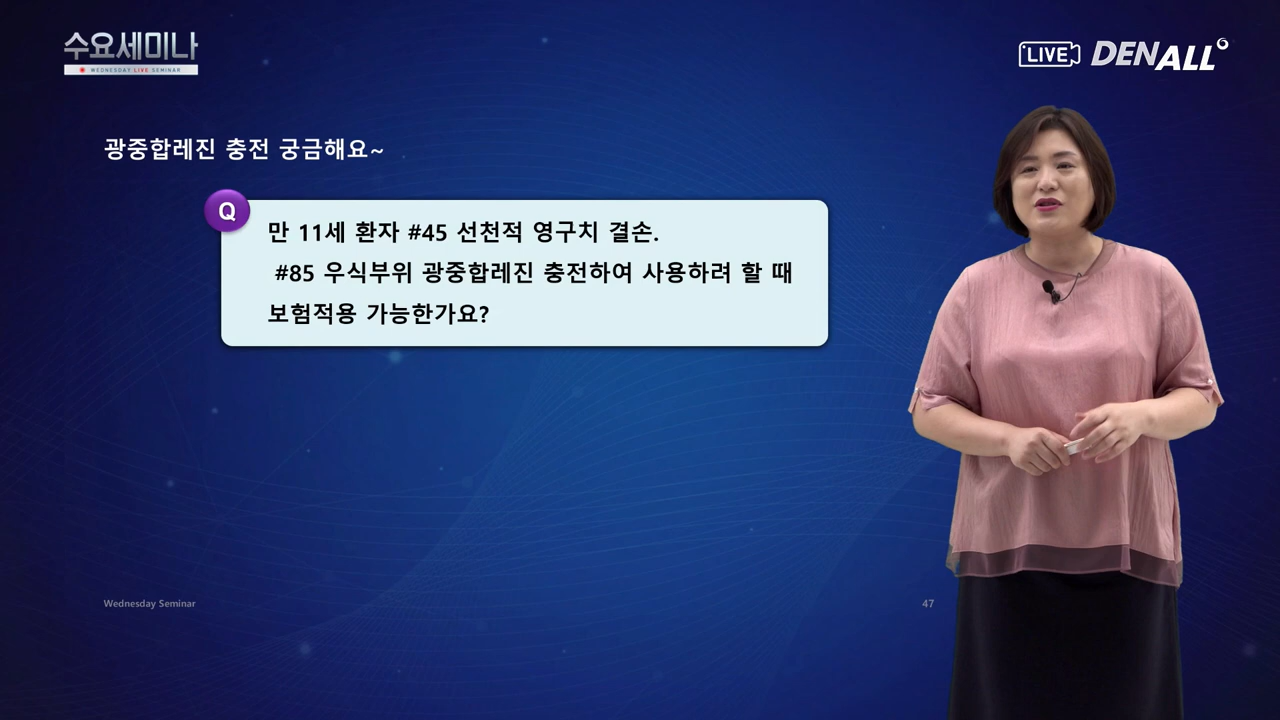 수요세미나
WEDNESDAY LIVE SEMINAR
LIVE
DENALL
광중합레진 충전 궁금해요~
Q
만 11세 환자 #45 선천적 영구치 결손.
#85 우식부위 광중합레진 충전하여 사용하려 할 때
보험적용 가능한가요?
Wednesday Seminar
47